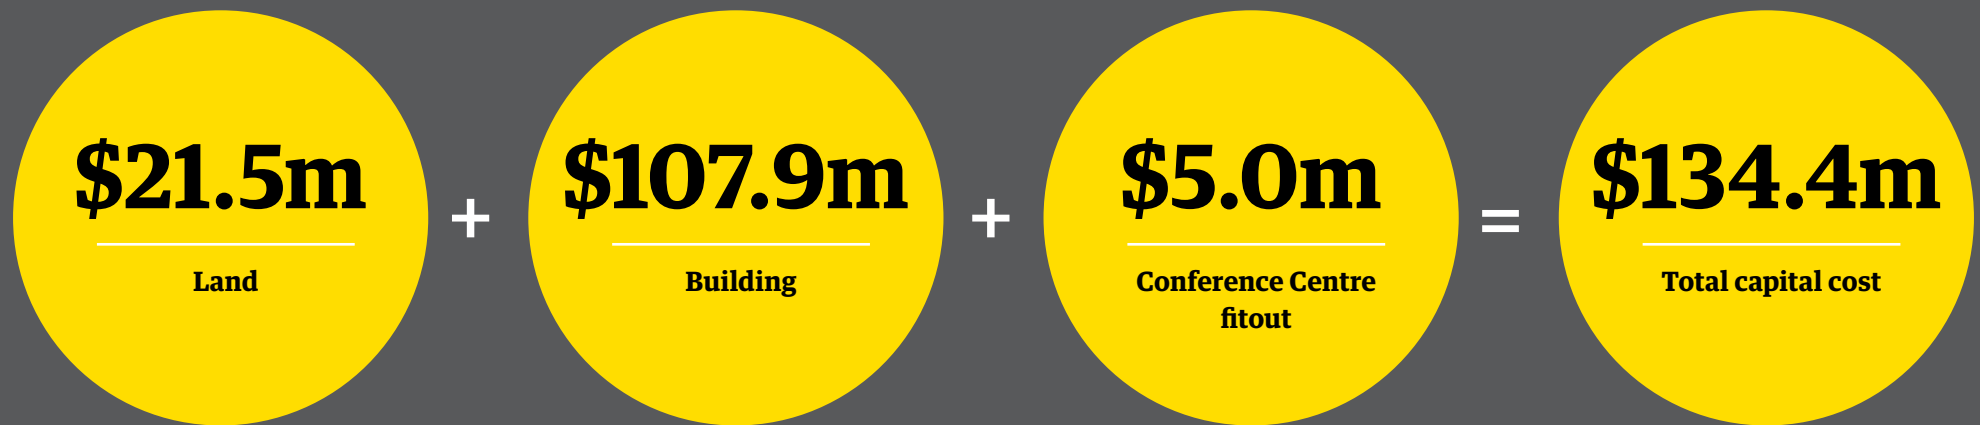 $21.5m
Land
+
$107.9m
Building
+
$5.0m
Conference Centre
fitout
=
$134.4m
Total capital cost